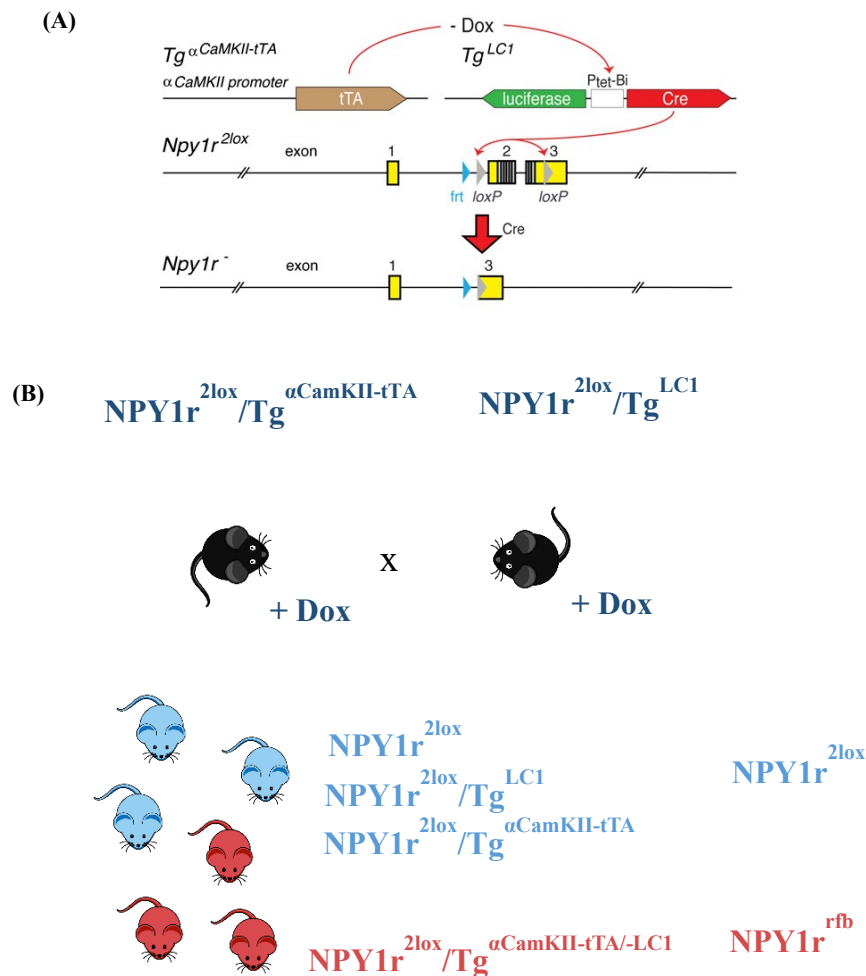 (A)
- Dox
Tg αCaMKII-tTA Tg LC1
α CaMKII promoter Ptet-Bi
tTA luciferase Cre
Npy1r 2lox exon 1 2 3
frt loxP loxP
Cre
Npy1r - exon 1 3
(B)
NPY1r 2lox/Tg αCamKII-tTA NPY1r 2lox/Tg LC1
X
+ Dox + Dox
NPY1r 2lox
NPY1r 2lox
NPY1r 2lox/Tg LC1
NPY1r 2lox/Tg αCamKII-tTA
NPY1r 2lox/Tg αCamKII-tTA/-LC1 NPY1r rfb